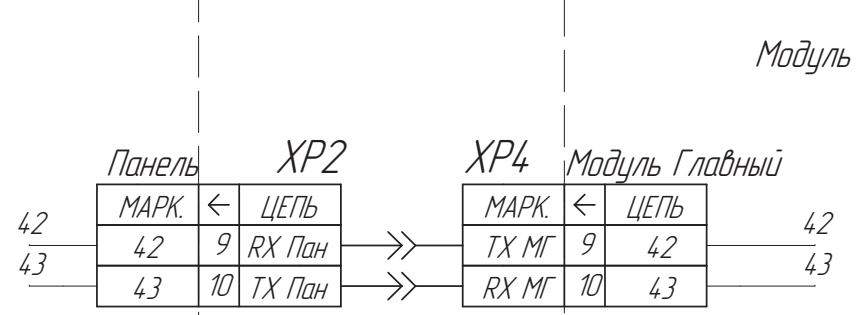 Модуль
Панель XP2 XP4 Модуль Главный
МАРК. ← ЦЕПЬ МАРК. ← ЦЕПЬ
42 42 9 RX Пан TX МГ 9 42 42
43 43 10 TX Пан RX МГ 10 43 43